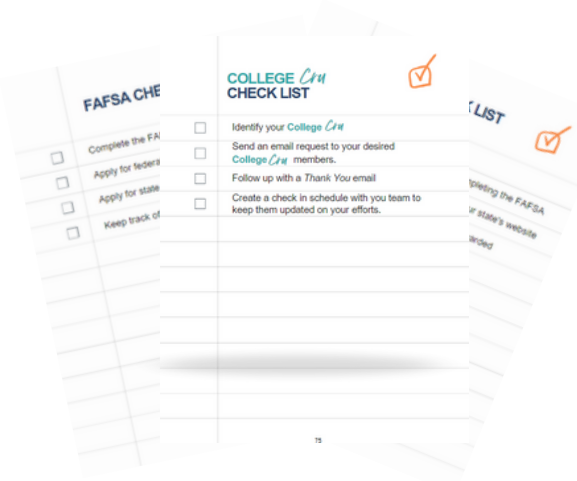 FAFSA CHE
Complete the FA
Apply for federa
Apply for state
Keep track of
COLLEGE Cru
CHECK LIST
Identify your College Cru
Send an email request to your desired
College Cru members.
Follow up with a Thank You email
Create a check in schedule with you team to
keep them updated on your efforts.
75
LIST
pleting the FAFSA
state's website
arded